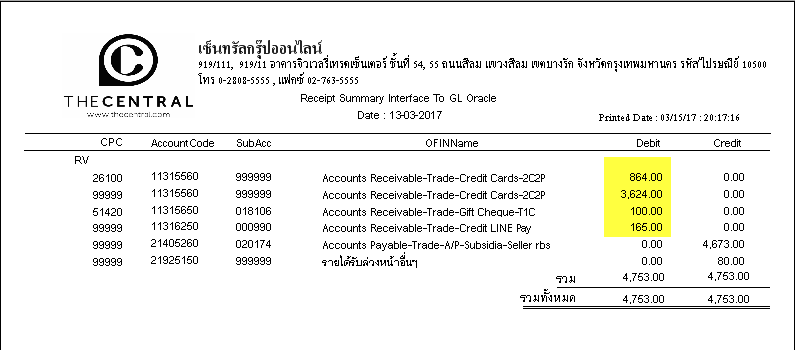 THE CENTRAL
www.thecentral.com
เซ็นทรัลกรุ๊ปออนไลน์
919/111, 919/11 อาคารจิวเวลรี่เทรดเซ็นเตอร์ ชั้นที่ 54, 55 ถนนสีลม แขวงสีลม เขตบางรัก จังหวัดกรุงเทพมหานคร รหัสไปรษณีย์ 10500
โทร 0-2808-5555 , แฟกซ์ 02-763-5555
Receipt Summary Interface To GL Oracle
Date : 13-03-2017
Printed Date : 03/15/17 : 20:17:16
CPC AccountCode SubAcc OFINName Debit Credit
RV
26100 11315560 999999 Accounts Receivable-Trade-Credit Cards-2C2P 864.00 0.00
99999 11315560 999999 Accounts Receivable-Trade-Credit Cards-2C2P 3,624.00 0.00
51420 11315650 018106 Accounts Receivable-Trade-Gift Cheque-T1C 100.00 0.00
99999 11316250 000990 Accounts Receivable-Trade-Credit LINE Pay 165.00 0.00
99999 21405260 020174 Accounts Payable-Trade-A/P-Subsidia-Seller rbs 0.00 4,673.00
99999 21925150 999999 รายได้รับล่วงหน้าอื่นๆ 0.00 80.00
รวม 4,753.00 4,753.00
รวมทั้งหมด 4,753.00 4,753.00